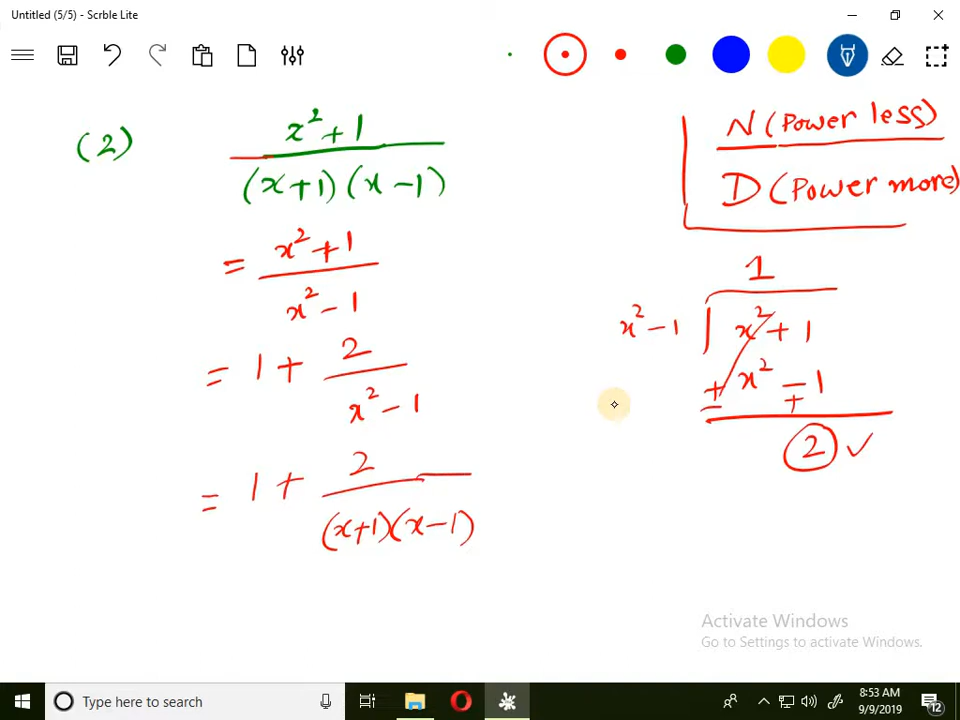 Untitled (5/5) - Scrble Lite
(2) x² + 1
(x+1) (x-1)
= x² + 1
x² - 1
= 1 + 2
x² - 1
= 1 + 2
(x+1)(x-1)
N (Power less)
D (Power more)
1
x² - 1 x² + 1
+ x² - 1
- +
2 ✓
Activate Windows
Go to Settings to activate Windows.
Type here to search
8:53 AM
9/9/2019
12